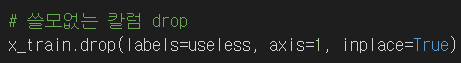 # 쓸모없는 칼럼 drop
x_train.drop(labels=useless, axis=1, inplace=True)